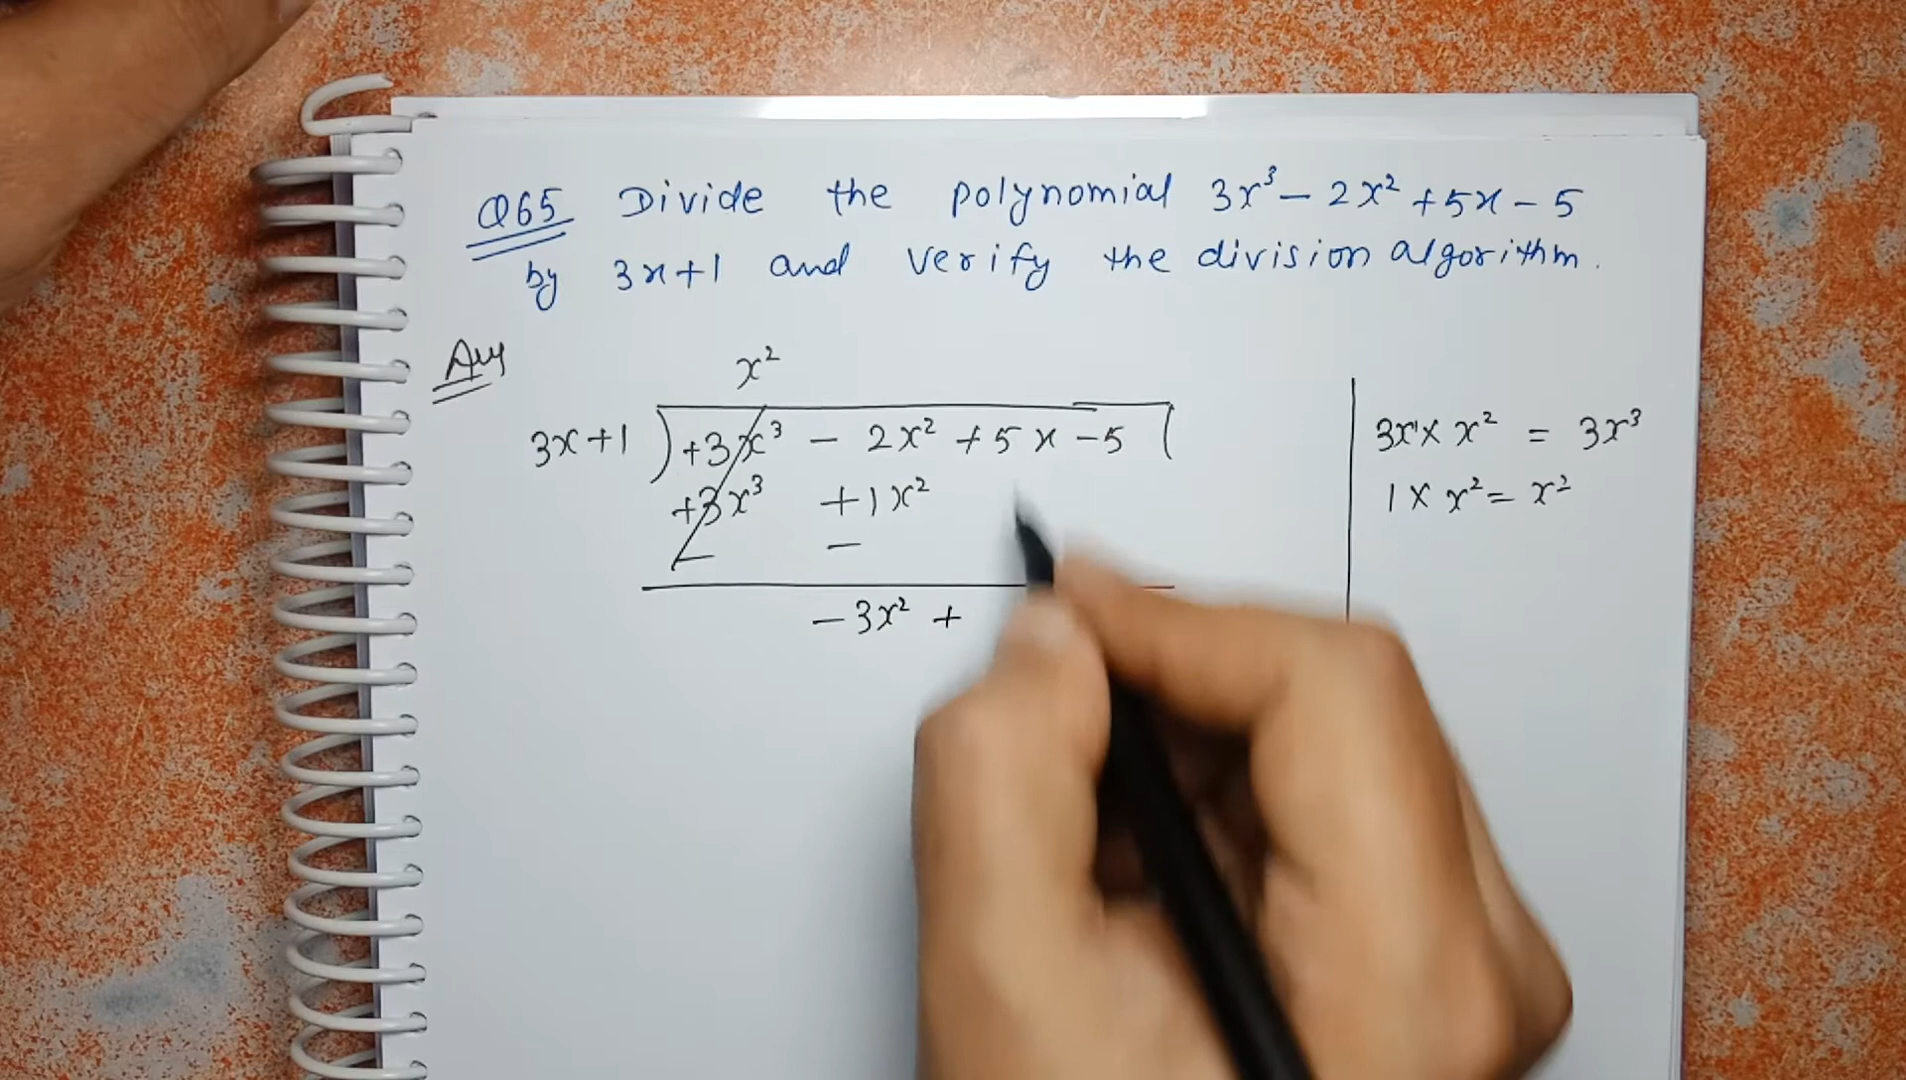 Q65 Divide the polynomial 3x³ - 2x² + 5x - 5
by 3x+1 and verify the division algorithm.
Ans
x²
3x+1 ) +3x³ - 2x² + 5x - 5 (
+3x³ +1x²
- -
- 3x² +
3x¹ × x² = 3x³
1 × x² = x²